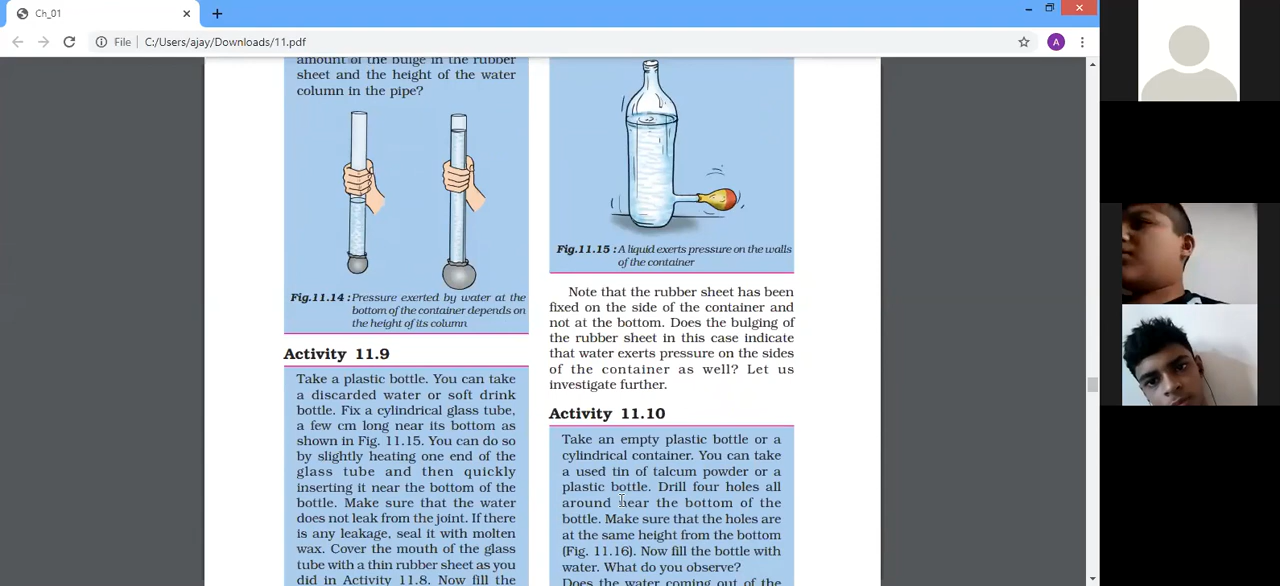 Ch_01
File
C:/Users/ajay/Downloads/11.pdf
A
amount of the bulge in the rubber
sheet and the height of the water
column in the pipe?
Fig.11.14 : Pressure exerted by water at the
bottom of the container depends on
the height of its column
Activity 11.9
Take a plastic bottle. You can take
a discarded water or soft drink
bottle. Fix a cylindrical glass tube,
a few cm long near its bottom as
shown in Fig. 11.15. You can do so
by slightly heating one end of the
glass tube and then quickly
inserting it near the bottom of the
bottle. Make sure that the water
does not leak from the joint. If there
is any leakage, seal it with molten
wax. Cover the mouth of the glass
tube with a thin rubber sheet as you
did in Activity 11.8. Now fill the
Fig.11.15 : A liquid exerts pressure on the walls
of the container
Note that the rubber sheet has been
fixed on the side of the container and
not at the bottom. Does the bulging of
the rubber sheet in this case indicate
that water exerts pressure on the sides
of the container as well? Let us
investigate further.
Activity 11.10
Take an empty plastic bottle or a
cylindrical container. You can take
a used tin of talcum powder or a
plastic bottle. Drill four holes all
around near the bottom of the
bottle. Make sure that the holes are
at the same height from the bottom
(Fig. 11.16). Now fill the bottle with
water. What do you observe?
Does the water coming out of the